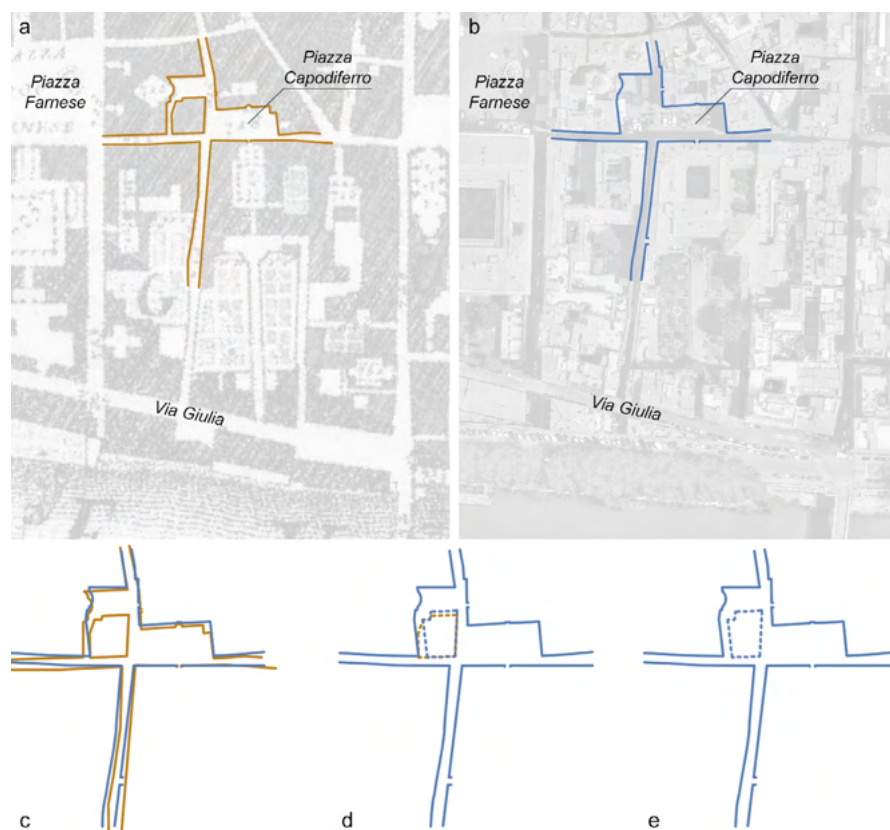 a
Piazza
Farnese
Piazza
Capodiferro
Via Giulia
b
Piazza
Farnese
Piazza
Capodiferro
Via Giulia
c
d
e